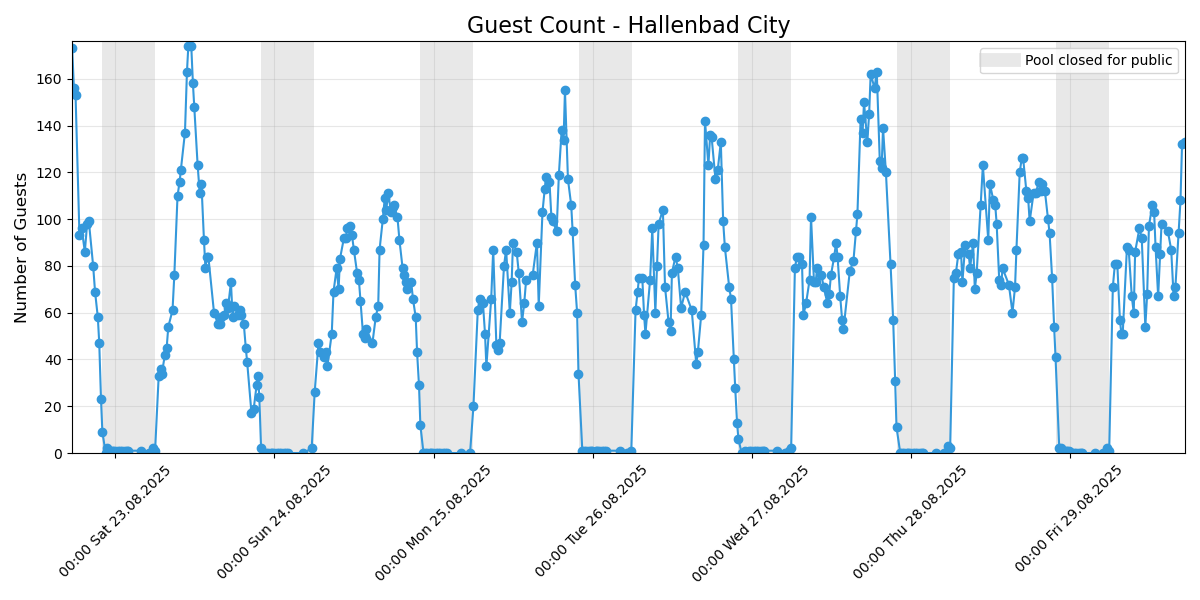 Guest Count - Hallenbad City
Pool closed for public
Number of Guests
160
140
120
100
80
60
40
20
0
00:00 Sat 23.08.2025
00:00 Sun 24.08.2025
00:00 Mon 25.08.2025
00:00 Tue 26.08.2025
00:00 Wed 27.08.2025
00:00 Thu 28.08.2025
00:00 Fri 29.08.2025